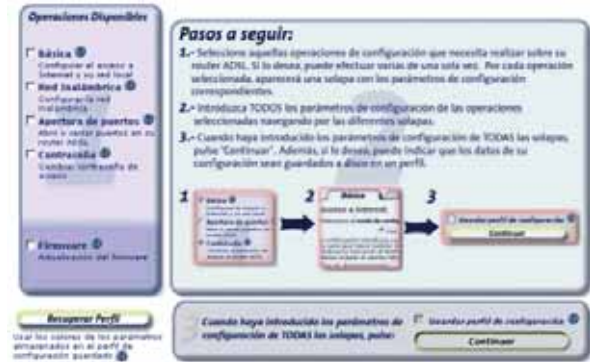 Operaciones Disponibles
Básica
Configurar el acceso a
Internet y su red local
Red Inalámbrica
Configurar la red
inalámbrica
Apertura de puertos
Abrir o cerrar puertos en su
router ADSL
Contraseña
Cambiar contraseña de
acceso
Firmware
Actualización del firmware
Recuperar Perfil
Usar los valores de los parámetros
almacenados en el perfil de
configuración guardado
Pasos a seguir:
1.- Seleccione aquellas operaciones de configuración que necesita realizar sobre su
router ADSL. Si lo desea, puede efectuar varias de una sola vez. Por cada operación
seleccionada, aparecerá una solapa con los parámetros de configuración
correspondientes.
2.- Introduzca TODOS los parámetros de configuración de las operaciones
seleccionadas navegando por las diferentes solapas.
3.- Cuando haya introducido los parámetros de configuración de TODAS las solapas,
pulse 'Continuar'. Además, si lo desea, puede indicar que los datos de su
configuración sean guardados a disco en un perfil.
1
Básica
Apertura de puertos
Contraseña
2
Básica
Acceso a Internet
3
Guardar perfil de configuración
Continuar
3
Cuando haya introducido los parámetros de
configuración de TODAS las solapas, pulse:
Guardar perfil de configuración
Continuar